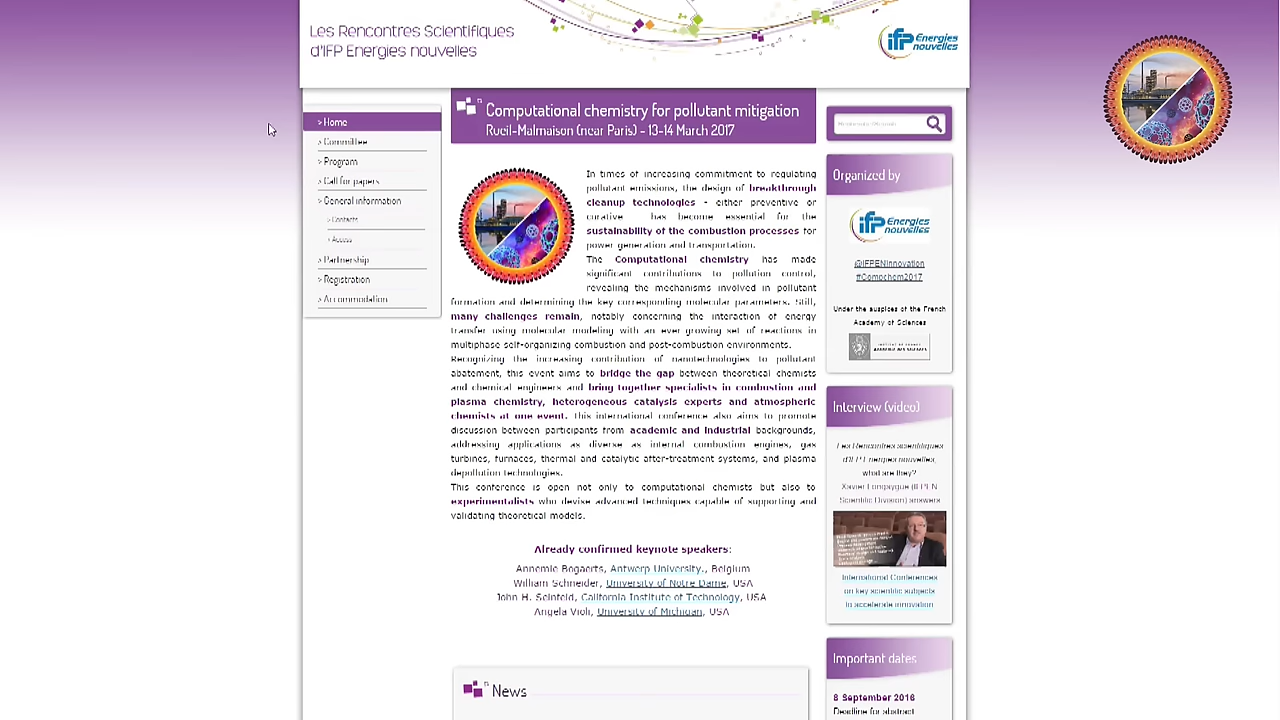 Les Rencontres Scientifiques
d'IFP Energies nouvelles
ifp Energies
nouvelles
> Home
> Committee
> Program
> Call for papers
> General information
> Contacts
> Access
> Partnership
> Registration
> Accommodation
Computational chemistry for pollutant mitigation
Rueil-Malmaison (near Paris) - 13-14 March 2017
In times of increasing commitment to regulating
pollutant emissions, the design of breakthrough
cleanup technologies - either preventive or
curative has become essential for the
sustainability of the combustion processes for
power generation and transportation.
The Computational chemistry has made
significant contributions to pollution control,
revealing the mechanisms involved in pollutant
formation and determining the key corresponding molecular parameters. Still,
many challenges remain, notably concerning the interaction of energy
transfer using molecular modeling with an ever growing set of reactions in
multiphase self-organizing combustion and post-combustion environments.
Recognizing the increasing contribution of nanotechnologies to pollutant
abatement, this event aims to bridge the gap between theoretical chemists
and chemical engineers and bring together specialists in combustion and
plasma chemistry, heterogeneous catalysis experts and atmospheric
chemists at one event. This international conference also aims to promote
discussion between participants from academic and industrial backgrounds,
addressing applications as diverse as internal combustion engines, gas
turbines, furnaces, thermal and catalytic after-treatment systems, and plasma
depollution technologies.
This conference is open not only to computational chemists but also to
experimentalists who devise advanced techniques capable of supporting and
validating theoretical models.
Already confirmed keynote speakers:
Annemie Bogaerts, Antwerp University., Belgium
William Schneider, University of Notre Dame, USA
John H. Seinfeld, California Institute of Technology, USA
Angela Violi, University of Michigan, USA
News
Organized by
ifp Energies
nouvelles
@IFPENinnovation
#Compchem2017
Under the auspices of the French
Academy of Sciences
Interview (video)
Les Rencontres scientifiques
d'IFP Energies nouvelles,
what are they?
Xavier Longaygue (IFPEN
Scientific Division) answers
International Conferences
on key scientific subjects
to accelerate innovation
Important dates
8 September 2016
Deadline for abstract